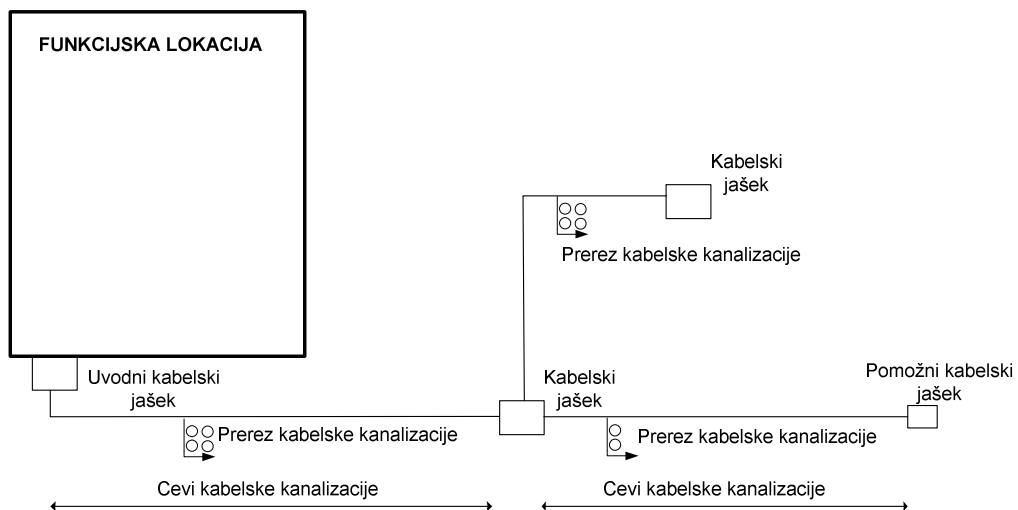 FUNKCIJSKA LOKACIJA
Kabelski
jašek
Prerez kabelske kanalizacije
Uvodni kabelski
jašek
Kabelski
jašek
Pomožni kabelski
jašek
Prerez kabelske kanalizacije
Prerez kabelske kanalizacije
Cevi kabelske kanalizacije
Cevi kabelske kanalizacije